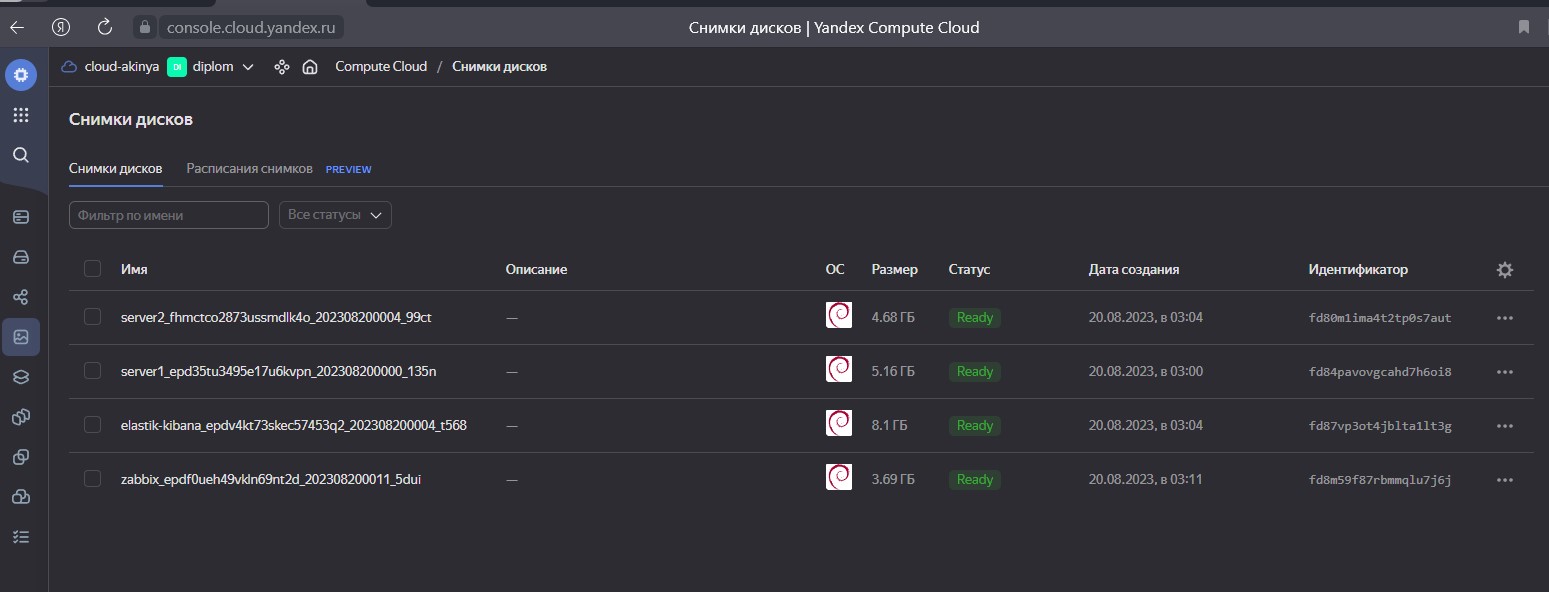 console.cloud.yandex.ru Снимки дисков | Yandex Compute Cloud
cloud-akinya DI diplom Compute Cloud / Снимки дисков
Снимки дисков
Снимки дисков Расписания снимков PREVIEW
Фильтр по имени Все статусы
Имя Описание ОС Размер Статус Дата создания Идентификатор
server2_fhmctco2873ussmdlk4o_202308200004_99ct — 4.68 ГБ Ready 20.08.2023, в 03:04 fd80m1ima4t2tp0s7aut
server1_epd35tu3495e17u6kvpn_202308200000_135n — 5.16 ГБ Ready 20.08.2023, в 03:00 fd84pavovgcahd7h6oi8
elastik-kibana_epdv4kt73skec57453q2_202308200004_t568 — 8.1 ГБ Ready 20.08.2023, в 03:04 fd87vp3ot4jblta1lt3g
zabbix_epdf0ueh49vkln69nt2d_202308200011_5dui — 3.69 ГБ Ready 20.08.2023, в 03:11 fd8m59f87rbmmqlu7j6j